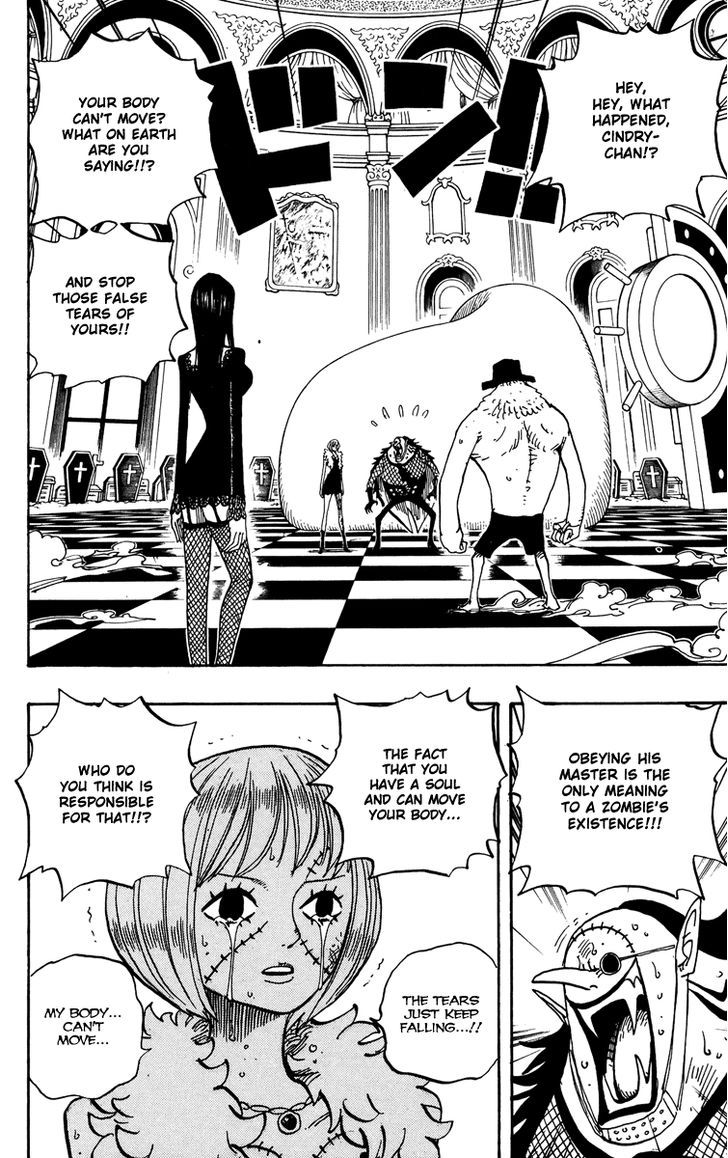 HEY,
HEY, WHAT
HAPPENED,
CINDRY-
CHAN!?
ドン!
YOUR BODY
CAN'T MOVE?
WHAT ON EARTH
ARE YOU
SAYING!!?
AND STOP
THOSE FALSE
TEARS OF
YOURS!!
OBEYING HIS
MASTER IS THE
ONLY MEANING
TO A ZOMBIE'S
EXISTENCE!!!
THE FACT
THAT YOU
HAVE A SOUL
AND CAN MOVE
YOUR BODY...
WHO DO
YOU THINK IS
RESPONSIBLE
FOR THAT!!?
THE TEARS
JUST KEEP
FALLING...!!
MY BODY...
CAN'T
MOVE...